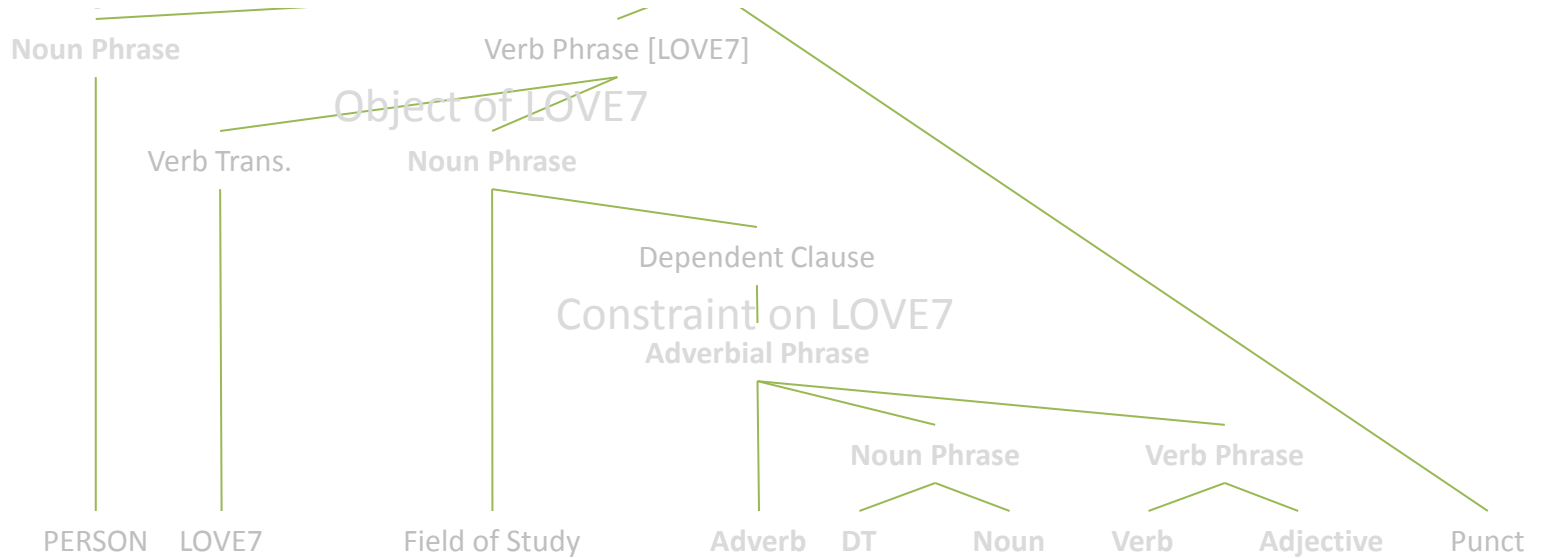 Noun Phrase Verb Phrase [LOVE7]
Object of LOVE7
Verb Trans. Noun Phrase
Dependent Clause
Constraint on LOVE7
Adverbial Phrase
Noun Phrase Verb Phrase
PERSON LOVE7 Field of Study Adverb DT Noun Verb Adjective Punct